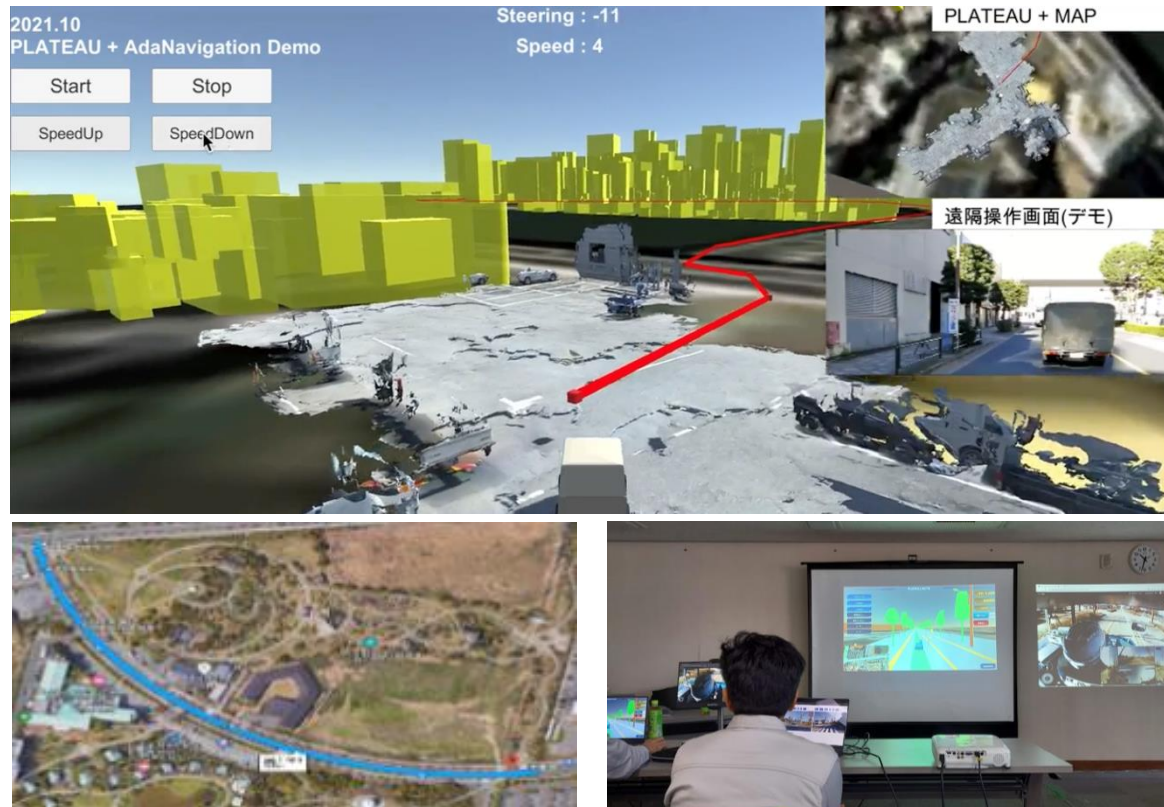 2021.10
PLATEAU + AdaNavigation Demo
Start
Stop
SpeedUp
SpeedDown
Steering : -11
Speed : 4
PLATEAU + MAP
遠隔操作画面(デモ)